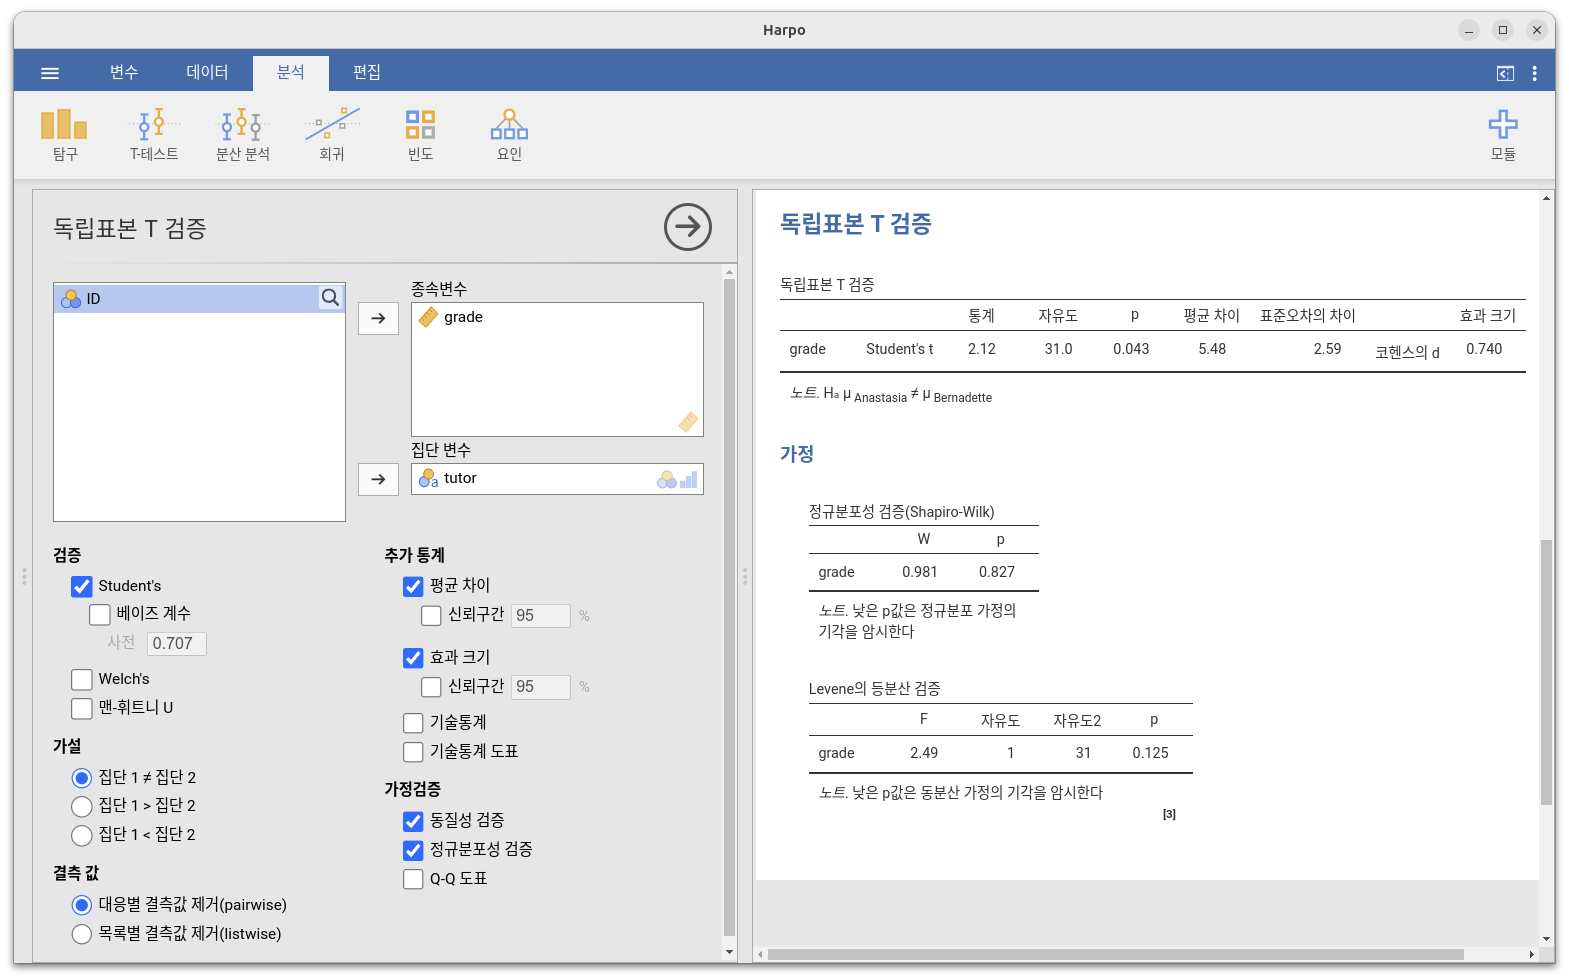 Harpo
변수 데이터 분석 편집
탐구 T-테스트 분산 분석 회귀 빈도 요인 모듈
독립표본 T 검증
ID
종속변수
grade
집단 변수
tutor
검증
Student's
베이즈 계수
사전 0.707
Welch's
맨-휘트니 U
가설
집단 1 ≠ 집단 2
집단 1 > 집단 2
집단 1 < 집단 2
결측 값
대응별 결측값 제거(pairwise)
목록별 결측값 제거(listwise)
추가 통계
평균 차이
신뢰구간 95 %
효과 크기
신뢰구간 95 %
기술통계
기술통계 도표
가정검증
동질성 검증
정규분포성 검증
Q-Q 도표
독립표본 T 검증
독립표본 T 검증
통계 자유도 p 평균 차이 표준오차의 차이 효과 크기
grade Student's t 2.12 31.0 0.043 5.48 2.59 코헨스의 d 0.740
노트. Hₐ μ Anastasia ≠ μ Bernadette
가정
정규분포성 검증(Shapiro-Wilk)
W p
grade 0.981 0.827
노트. 낮은 p값은 정규분포 가정의
기각을 암시한다
Levene의 등분산 검증
F 자유도 자유도2 p
grade 2.49 1 31 0.125
노트. 낮은 p값은 동분산 가정의 기각을 암시한다
[3]